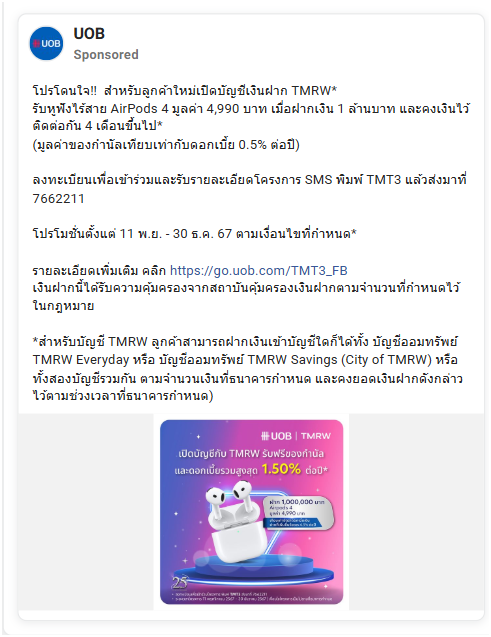 UOB
UOB
Sponsored
โปรโดนใจ!! สำหรับลูกค้าใหม่เปิดบัญชีเงินฝาก TMRW*
รับหูฟังไร้สาย AirPods 4 มูลค่า 4,990 บาท เมื่อฝากเงิน 1 ล้านบาท และคงเงินไว้
ติดต่อกัน 4 เดือนขึ้นไป*
(มูลค่าของกำนัลเทียบเท่ากับดอกเบี้ย 0.5% ต่อปี)
ลงทะเบียนเพื่อเข้าร่วมและรับรายละเอียดโครงการ SMS พิมพ์ TMT3 แล้วส่งมาที่
7662211
โปรโมชั่นตั้งแต่ 11 พ.ย. - 30 ธ.ค. 67 ตามเงื่อนไขที่กำหนด*
รายละเอียดเพิ่มเติม คลิก https://go.uob.com/TMT3_FB
เงินฝากนี้ได้รับความคุ้มครองจากสถาบันคุ้มครองเงินฝากตามจำนวนที่กำหนดไว้
ในกฎหมาย
*สำหรับบัญชี TMRW ลูกค้าสามารถฝากเงินเข้าบัญชีใดก็ได้ทั้ง บัญชีออมทรัพย์
TMRW Everyday หรือ บัญชีออมทรัพย์ TMRW Savings (City of TMRW) หรือ
ทั้งสองบัญชีรวมกัน ตามจำนวนเงินที่ธนาคารกำหนด และคงยอดเงินฝากดังกล่าว
ไว้ตามช่วงเวลาที่ธนาคารกำหนด)
UOB | TMRW
เปิดบัญชีกับ TMRW รับฟรีของกำนัล
และดอกเบี้ยรวมสูงสุด 1.50% ต่อปี*
ฝาก 1,000,000 บาท
Airpods 4
มูลค่า 4,990 บาท
25